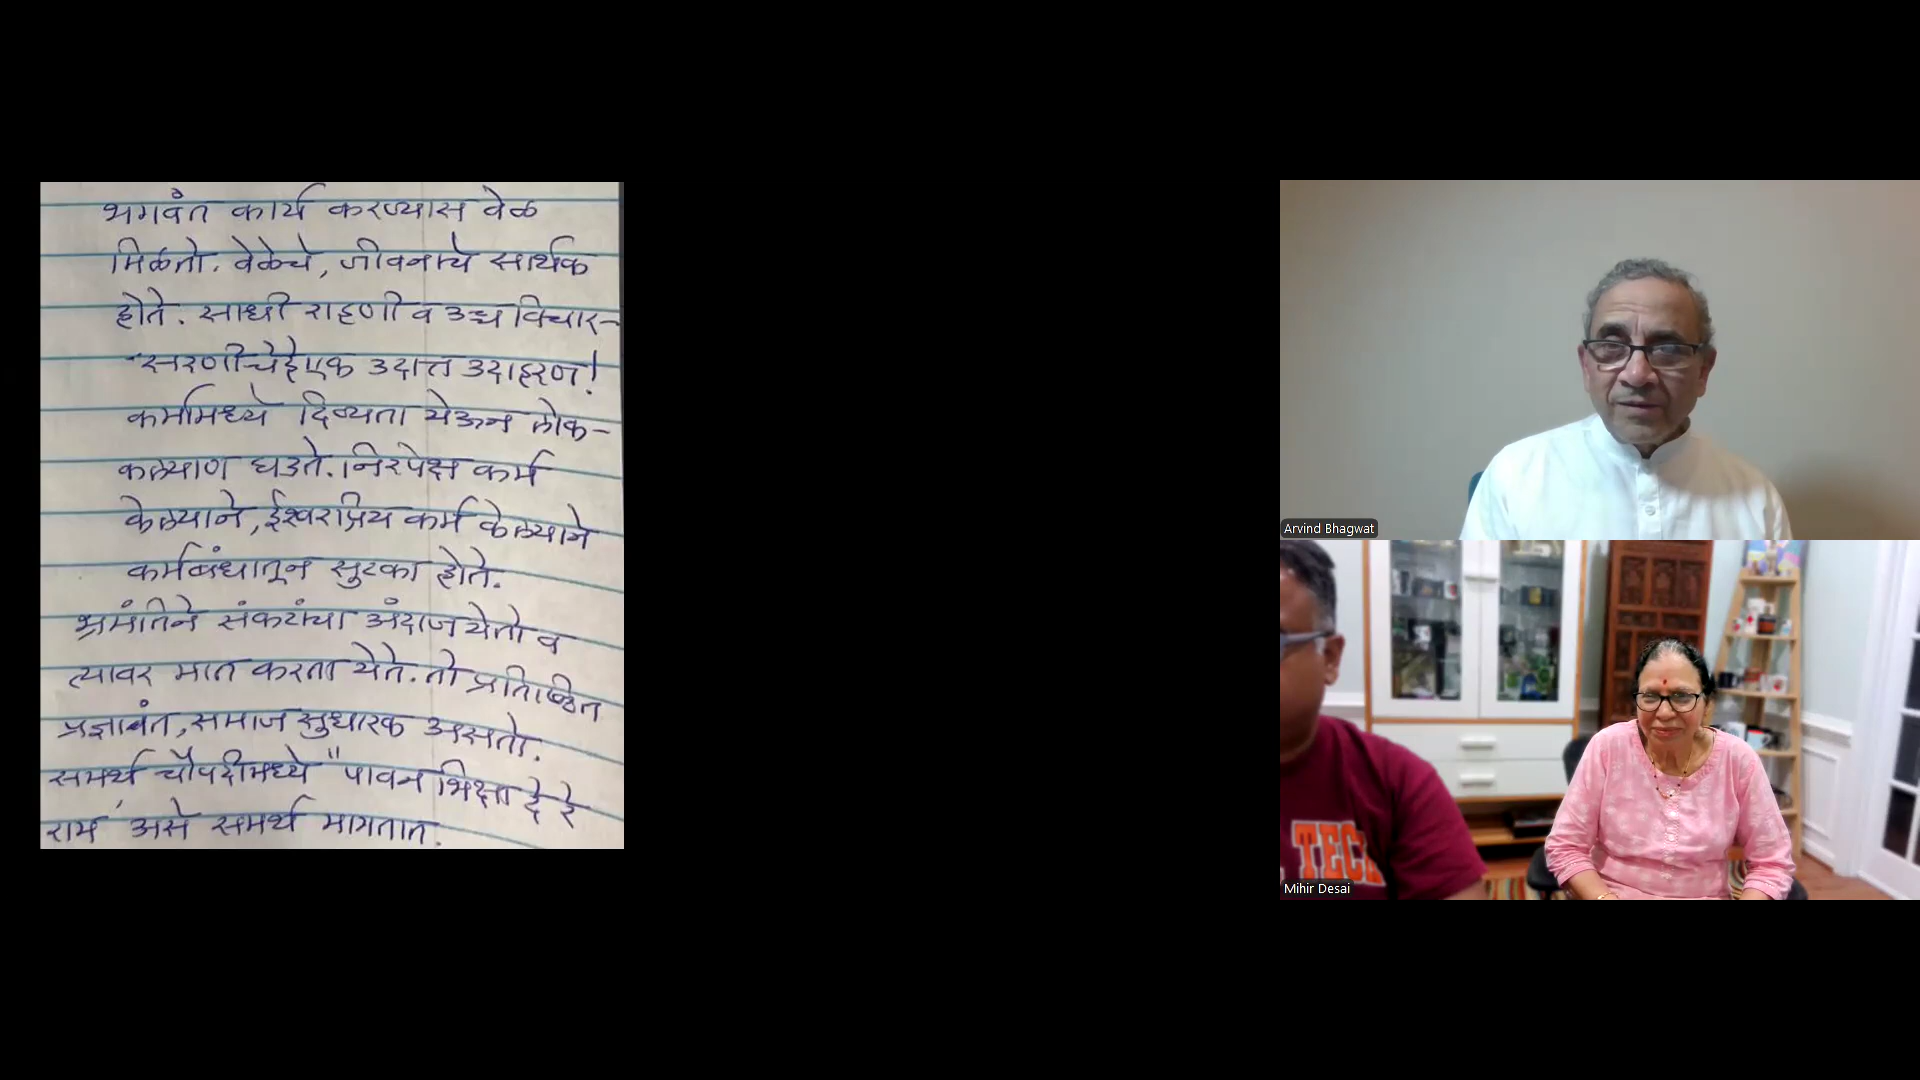 भगवंत कार्य करण्यास वेळ
मिळतो. वेळेचे, जीवनाचे सार्थक
होते. साधी राहणी व उच्च विचार-
सरणीचे हे एक उदात्त उदाहरण!
कर्मामध्ये दिव्यता येऊन लोक-
कल्याण घडते. निरपेक्ष कर्म
केल्याने, ईश्वरप्रिय कर्म केल्याने
कर्मबंधातून सुटका होते.
भ्रमंतिने संकटांचा अंदाज येतो व
त्यावर मात करता येते. तो प्रतिष्ठित
प्रज्ञावंत, समाज सुधारक असतो.
समर्थ चौपदीमध्ये "पावन भिक्षा दे रे
राम' असे समर्थ मागतात.
Arvind Bhagwat
TECH
Mihir Desai